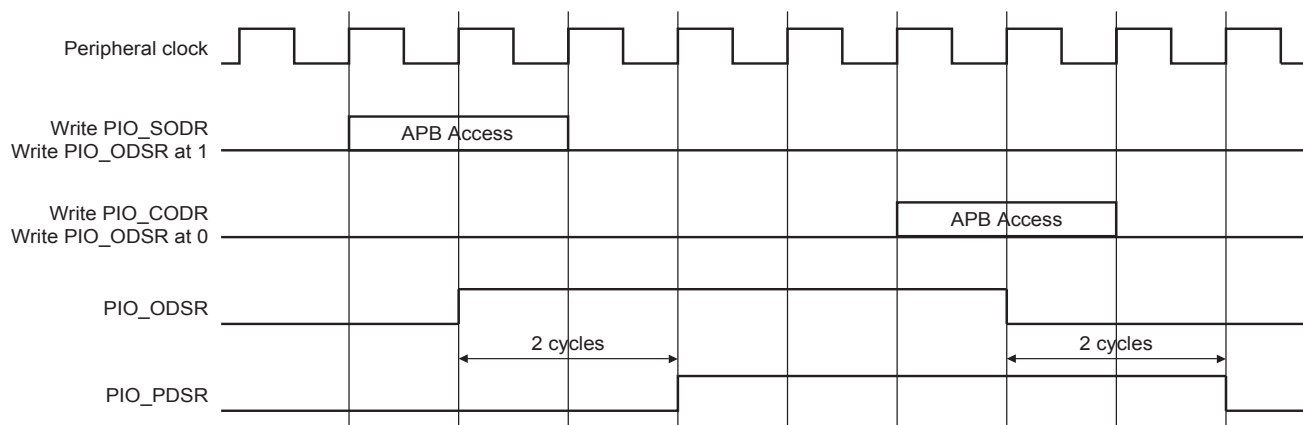 Peripheral clock
Write PIO_SODR
Write PIO_ODSR at 1
APB Access
Write PIO_CODR
Write PIO_ODSR at 0
APB Access
PIO_ODSR
2 cycles
2 cycles
PIO_PDSR